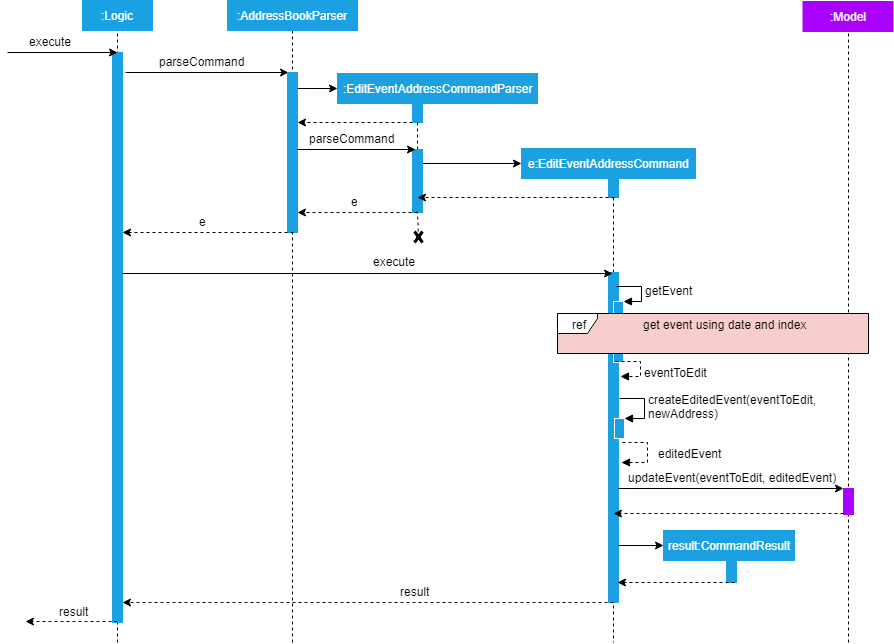 :Logic
:AddressBookParser
:Model
execute
parseCommand
:EditEventAddressCommandParser
parseCommand
e:EditEventAddressCommand
e
e
execute
getEvent
ref
get event using date and index
eventToEdit
createEditedEvent(eventToEdit,
newAddress)
editedEvent
updateEvent(eventToEdit, editedEvent)
result:CommandResult
result
result